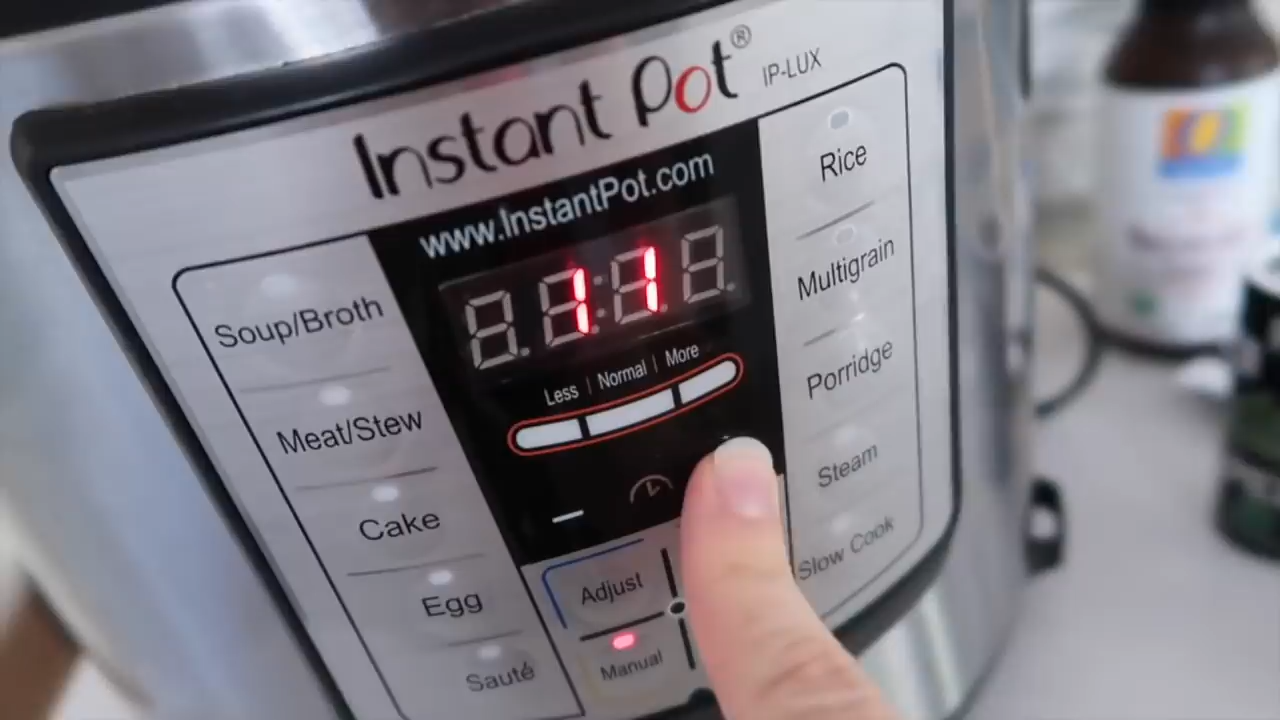 Instant Pot® IP-LUX
www.InstantPot.com
11
Less | Normal | More
Soup/Broth
Meat/Stew
Cake
Egg
Sauté
Rice
Multigrain
Porridge
Steam
Slow Cook
Adjust
Manual